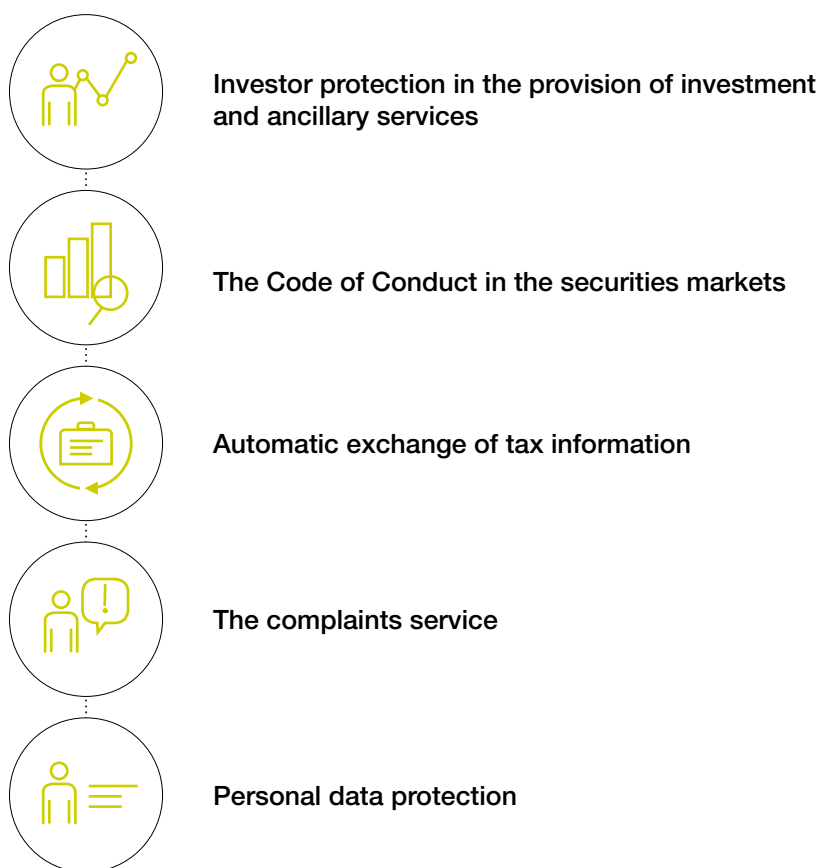 Investor protection in the provision of investment
and ancillary services
The Code of Conduct in the securities markets
Automatic exchange of tax information
The complaints service
Personal data protection